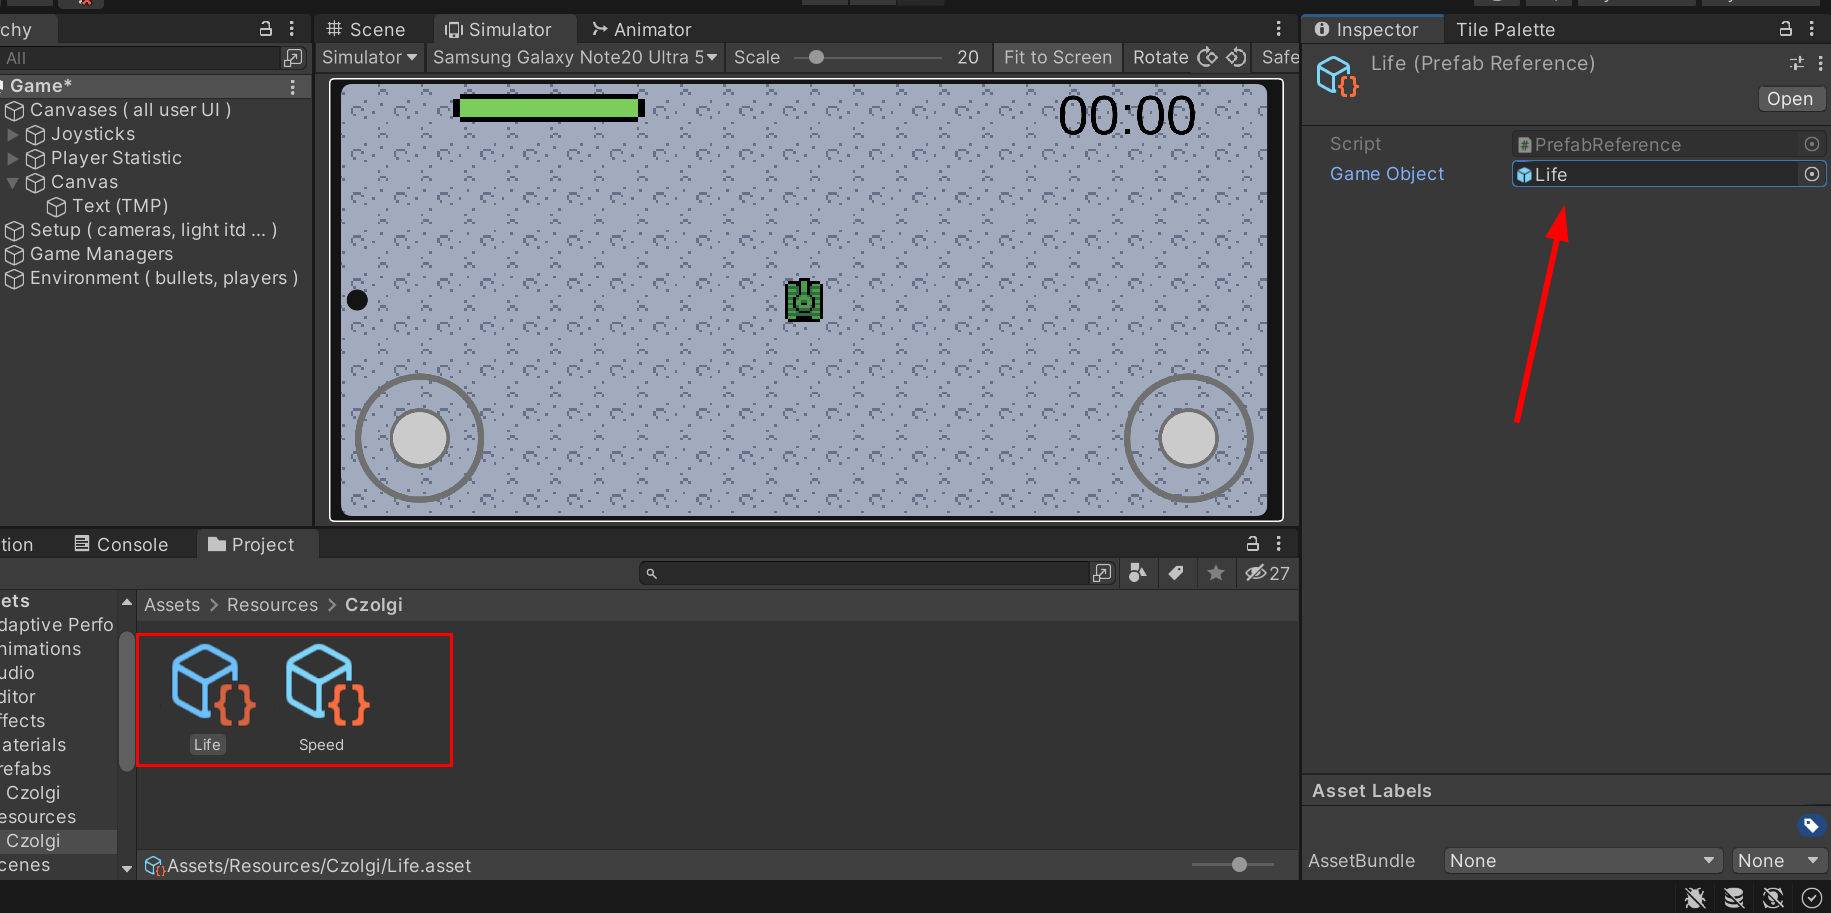 rchy
All
Game*
Canvases ( all user UI )
Joysticks
Player Statistic
Canvas
Text (TMP)
Setup ( cameras, light itd ... )
Game Managers
Environment ( bullets, players )
Scene
Simulator
Animator
Simulator
Samsung Galaxy Note20 Ultra 5
Scale
20
Fit to Screen
Rotate
Safe
00:00
Inspector
Tile Palette
Life (Prefab Reference)
Open
Script
PrefabReference
Game Object
Life
tion
Console
Project
27
ets
daptive Perfo
nimations
udio
ditor
ffects
aterials
refabs
Czolgi
esources
Czolgi
cenes
Assets > Resources > Czolgi
Life
Speed
Assets/Resources/Czolgi/Life.asset
Asset Labels
AssetBundle
None
None